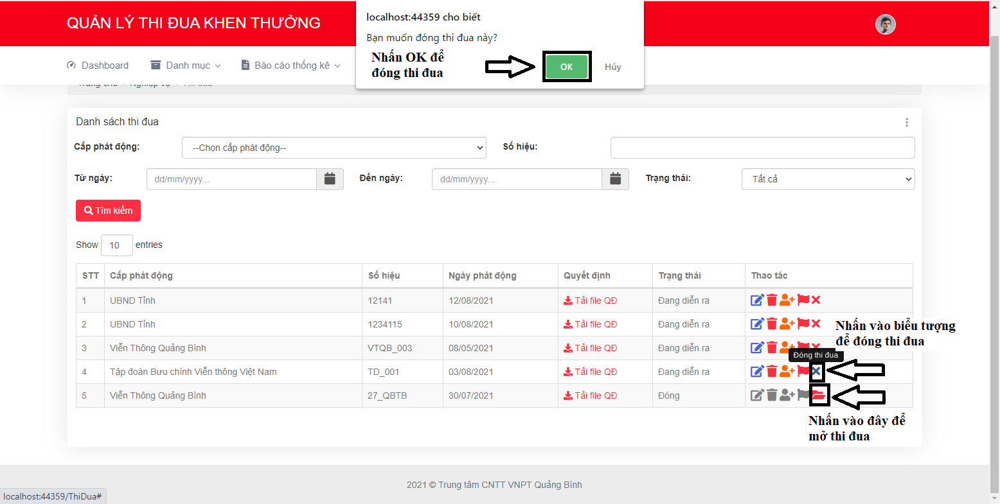 QUẢN LÝ THI ĐUA KHEN THƯỞNG
localhost:44359 cho biết
Bạn muốn đóng thi đua này?
Nhấn OK để
đóng thi đua
OK
Hủy
Dashboard
Danh mục
Báo cáo thống kê
Trang chủ / Nghiệp vụ / Thi đua
Danh sách thi đua
Cấp phát động:
--Chọn cấp phát động--
Số hiệu:
Từ ngày:
dd/mm/yyyy...
Đến ngày:
dd/mm/yyyy...
Trạng thái:
Tất cả
Tìm kiếm
Show 10 entries
STT Cấp phát động Số hiệu Ngày phát động Quyết định Trạng thái Thao tác
1 UBND Tỉnh 12141 12/08/2021 Tải file QĐ Đang diễn ra
2 UBND Tỉnh 1234115 10/08/2021 Tải file QĐ Đang diễn ra
Nhấn vào biểu tượng
để đóng thi đua
3 Viễn Thông Quảng Bình VTQB_003 08/05/2021 Tải file QĐ Đang diễn ra
Đóng thi đua
4 Tập đoàn Bưu chính Viễn thông Việt Nam TD_001 03/08/2021 Tải file QĐ Đang diễn ra
5 Viễn Thông Quảng Bình 27_QBTB 30/07/2021 Tải file QĐ Đóng
Nhấn vào đây để
mở thi đua
2021 © Trung tâm CNTT VNPT Quảng Bình
localhost:44359/ThiDua#